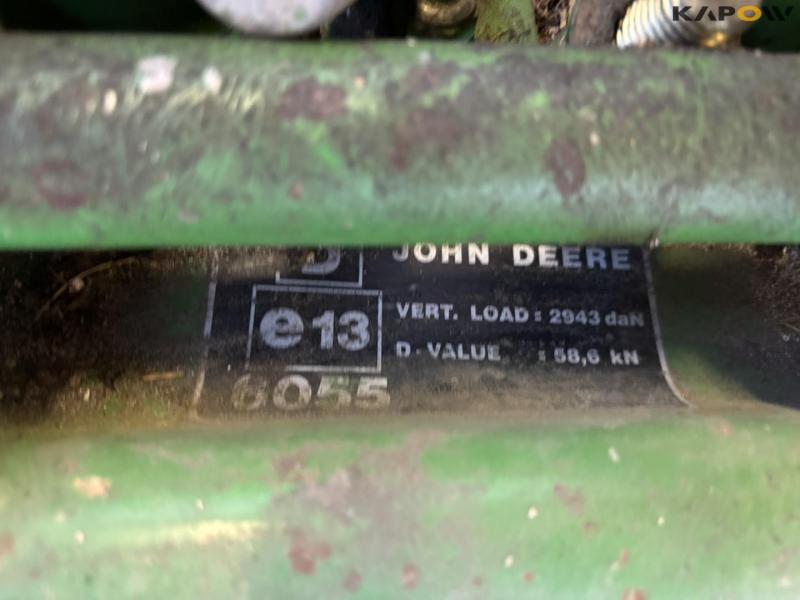 KAPOW
JOHN DEERE
e13
VERT. LOAD : 2943 daN
D-VALUE : 58,6 kN
6055